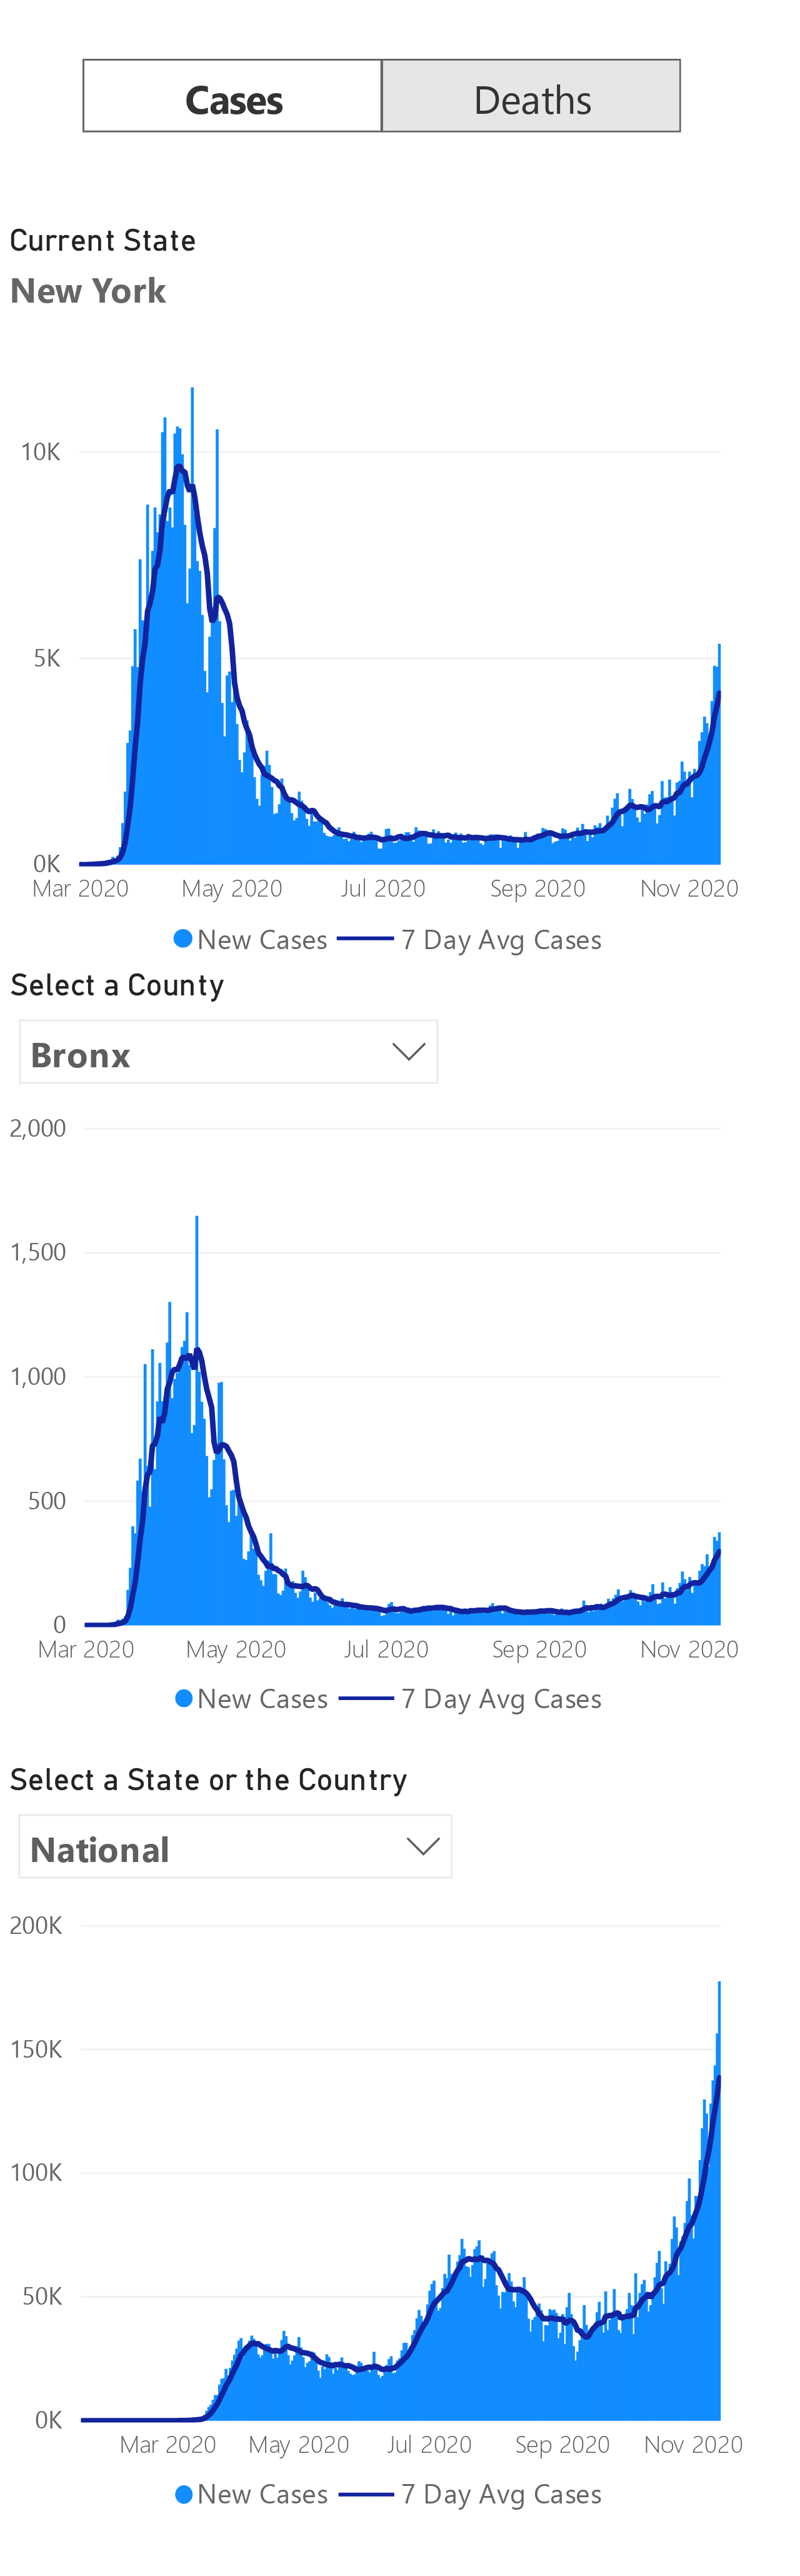 Cases Deaths
Current State
New York
10K
5K
0K
Mar 2020 May 2020 Jul 2020 Sep 2020 Nov 2020
New Cases 7 Day Avg Cases
Select a County
Bronx
2,000
1,500
1,000
500
0
Mar 2020 May 2020 Jul 2020 Sep 2020 Nov 2020
New Cases 7 Day Avg Cases
Select a State or the Country
National
200K
150K
100K
50K
0K
Mar 2020 May 2020 Jul 2020 Sep 2020 Nov 2020
New Cases 7 Day Avg Cases